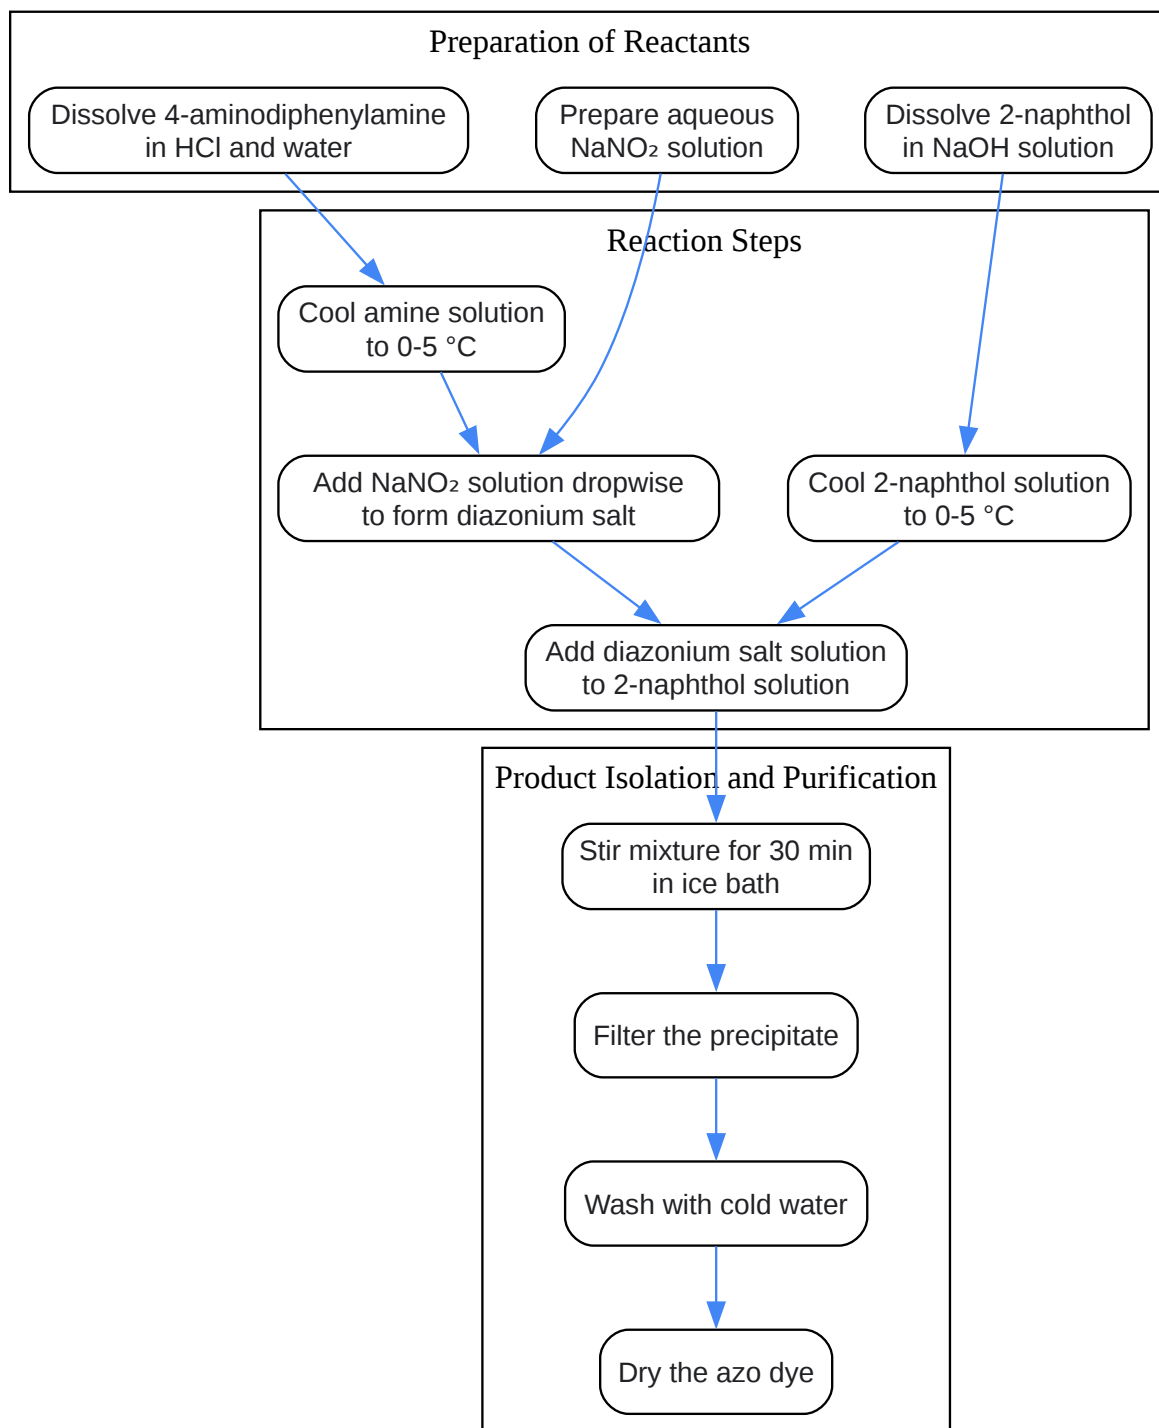 Preparation of Reactants
Dissolve 4-aminodiphenylamine
in HCl and water
Prepare aqueous
NaNO₂ solution
Dissolve 2-naphthol
in NaOH solution
Reaction Steps
Cool amine solution
to 0-5 °C
Add NaNO₂ solution dropwise
to form diazonium salt
Cool 2-naphthol solution
to 0-5 °C
Add diazonium salt solution
to 2-naphthol solution
Product Isolation and Purification
Stir mixture for 30 min
in ice bath
Filter the precipitate
Wash with cold water
Dry the azo dye